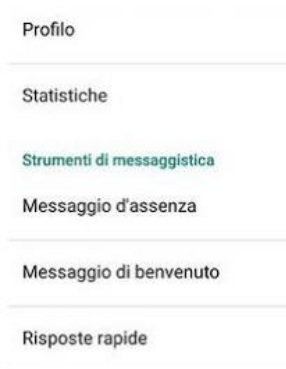 Profilo
Statistiche
Strumenti di messaggistica
Messaggio d'assenza
Messaggio di benvenuto
Risposte rapide